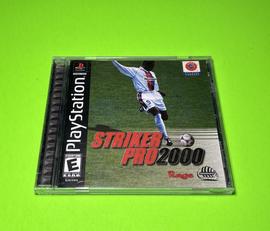 PlayStation
STRIKER
PRO 2000
Rage
E